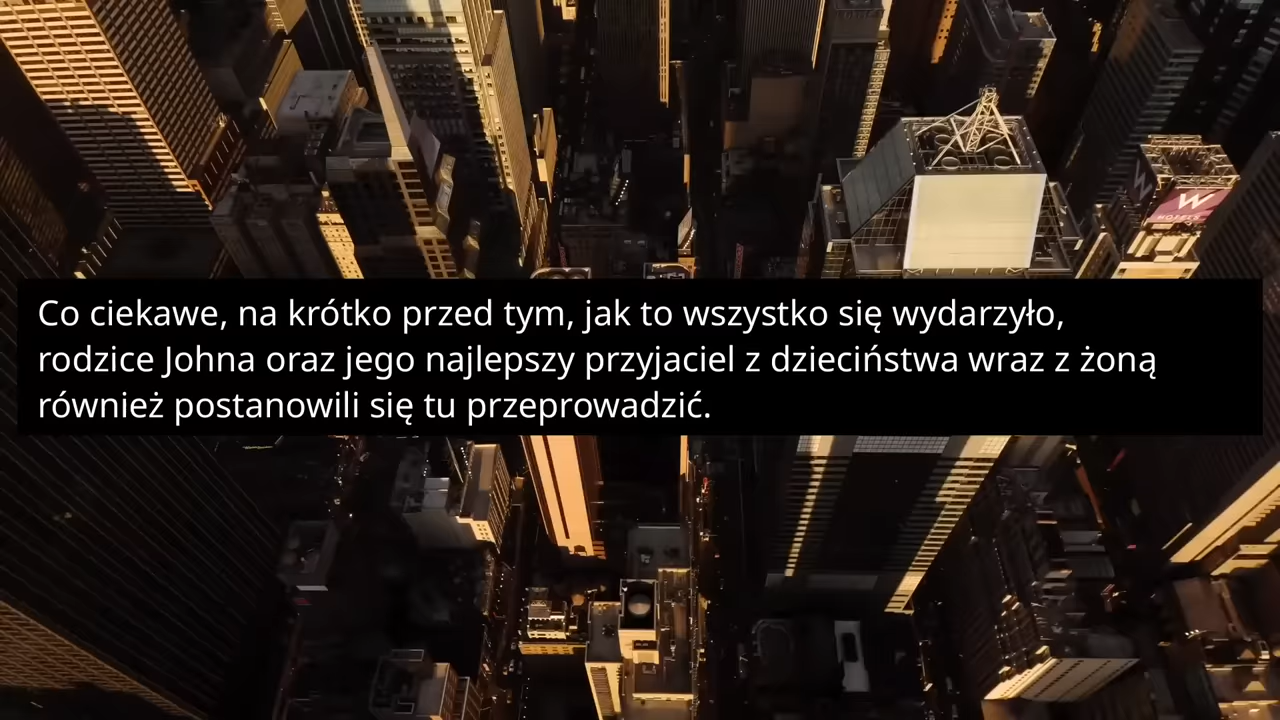 W
HOTELS
Co ciekawe, na krótko przed tym, jak to wszystko się wydarzyło,
rodzice Johna oraz jego najlepszy przyjaciel z dzieciństwa wraz z żoną
również postanowili się tu przeprowadzić.